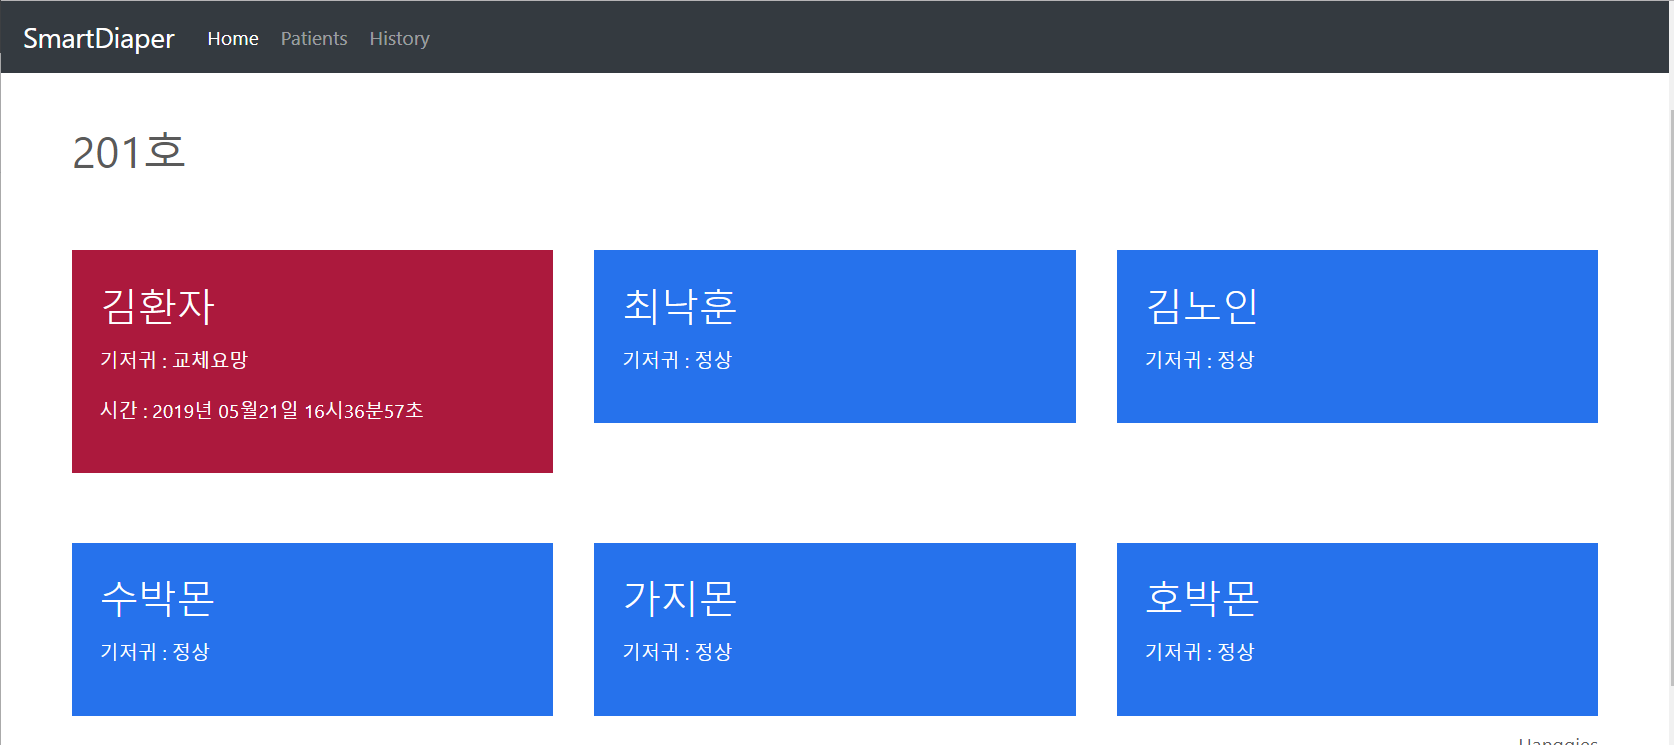 SmartDiaper Home Patients History
201호
김환자
기저귀 : 교체요망
시간 : 2019년 05월21일 16시36분57초
최낙훈
기저귀 : 정상
김노인
기저귀 : 정상
수박몬
기저귀 : 정상
가지몬
기저귀 : 정상
호박몬
기저귀 : 정상